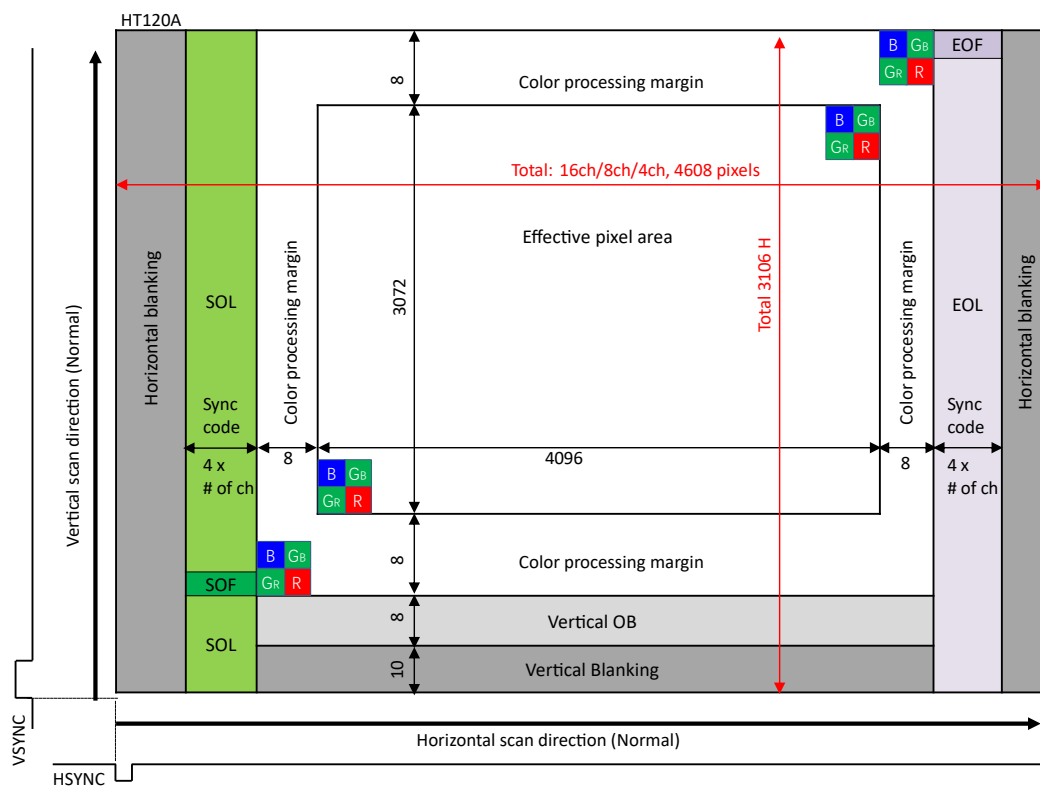 HT120A
B GB
GR R
EOF
8
Color processing margin
B GB
GR R
Total: 16ch/8ch/4ch, 4608 pixels
Effective pixel area
Horizontal blanking
SOL
Color processing margin
3072
Total 3106 H
Color processing margin
EOL
Horizontal blanking
Vertical scan direction (Normal)
Sync
code
4 x
# of ch
8
4096
8
Sync
code
4 x
# of ch
B GB
GR R
B GB
GR R
8
Color processing margin
SOF
8
Vertical OB
SOL
10
Vertical Blanking
VSYNC
Horizontal scan direction (Normal)
HSYNC